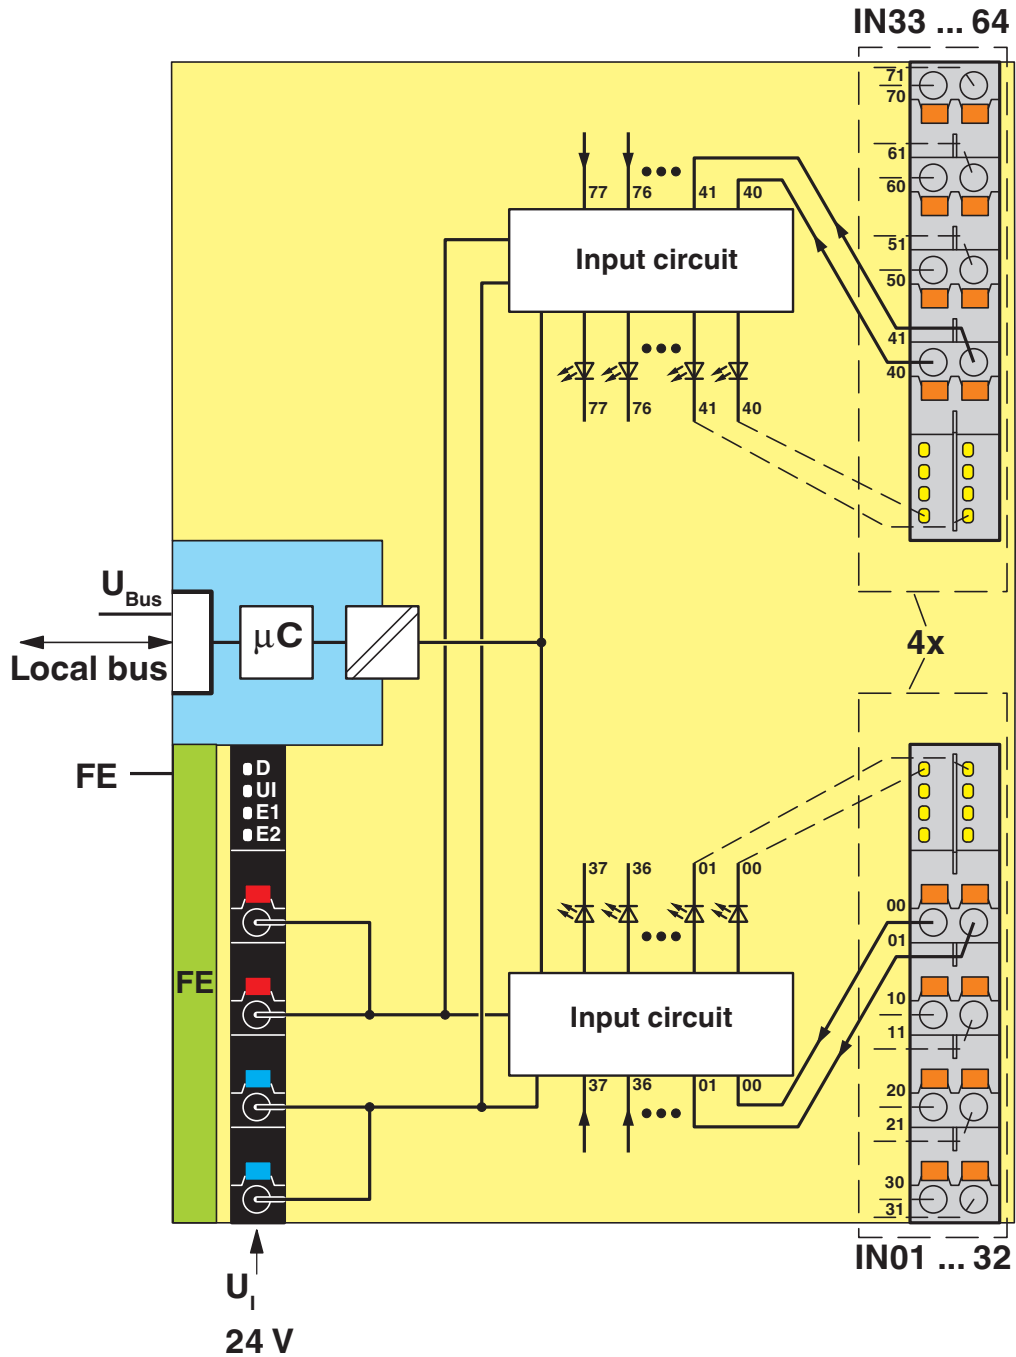 IN33 ... 64
71
70
61
60
51
50
41
40
77 76 41 40
Input circuit
77 76 41 40
U Bus
Local bus
µC
4x
FE
D
UI
E1
E2
FE
37 36 01 00
Input circuit
37 36 01 00
00
01
10
11
20
21
30
31
IN01 ... 32
U I
24 V